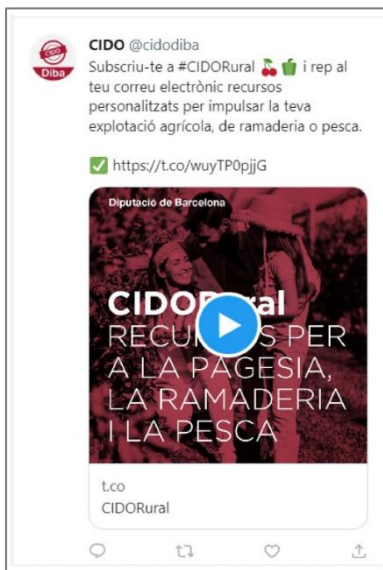 CIDO @cidodiba
CIDO
Diba
Subscriu-te a #CIDORural 🍒 🫑 i rep al
teu correu electrònic recursos
personalitzats per impulsar la teva
explotació agrícola, de ramaderia o pesca.
✅ https://t.co/wuyTP0pjjG
Diputació de Barcelona
CIDORural
RECURSOS PER
A LA PAGESIA,
LA RAMADERIA
I LA PESCA
t.co
CIDORural